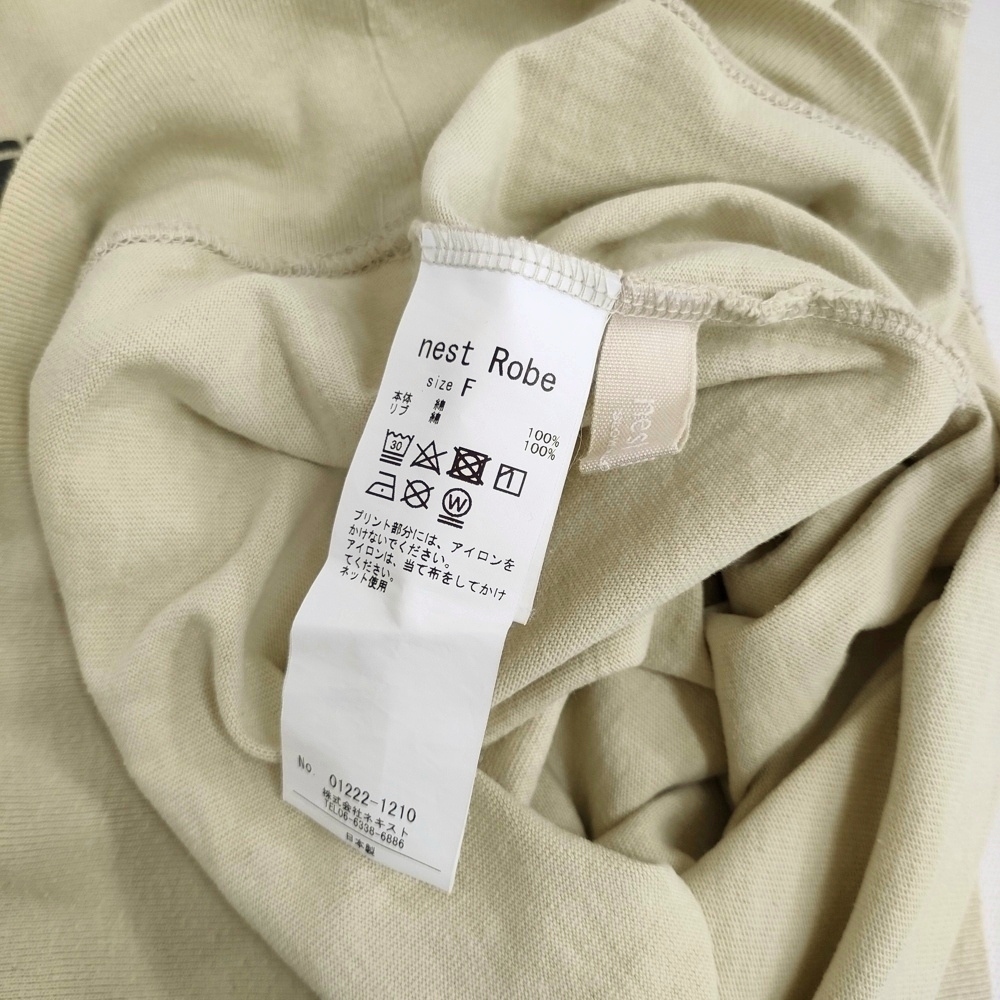 nest Robe
size F
本体 綿 100%
リブ 綿 100%
30
W
プリント部分には、アイロンを
かけないでください。
アイロンは、当て布をしてかけ
てください。
ネット使用
No. 01222-1210
株式会社ネキスト
TEL06-6338-6886
日本製
nes